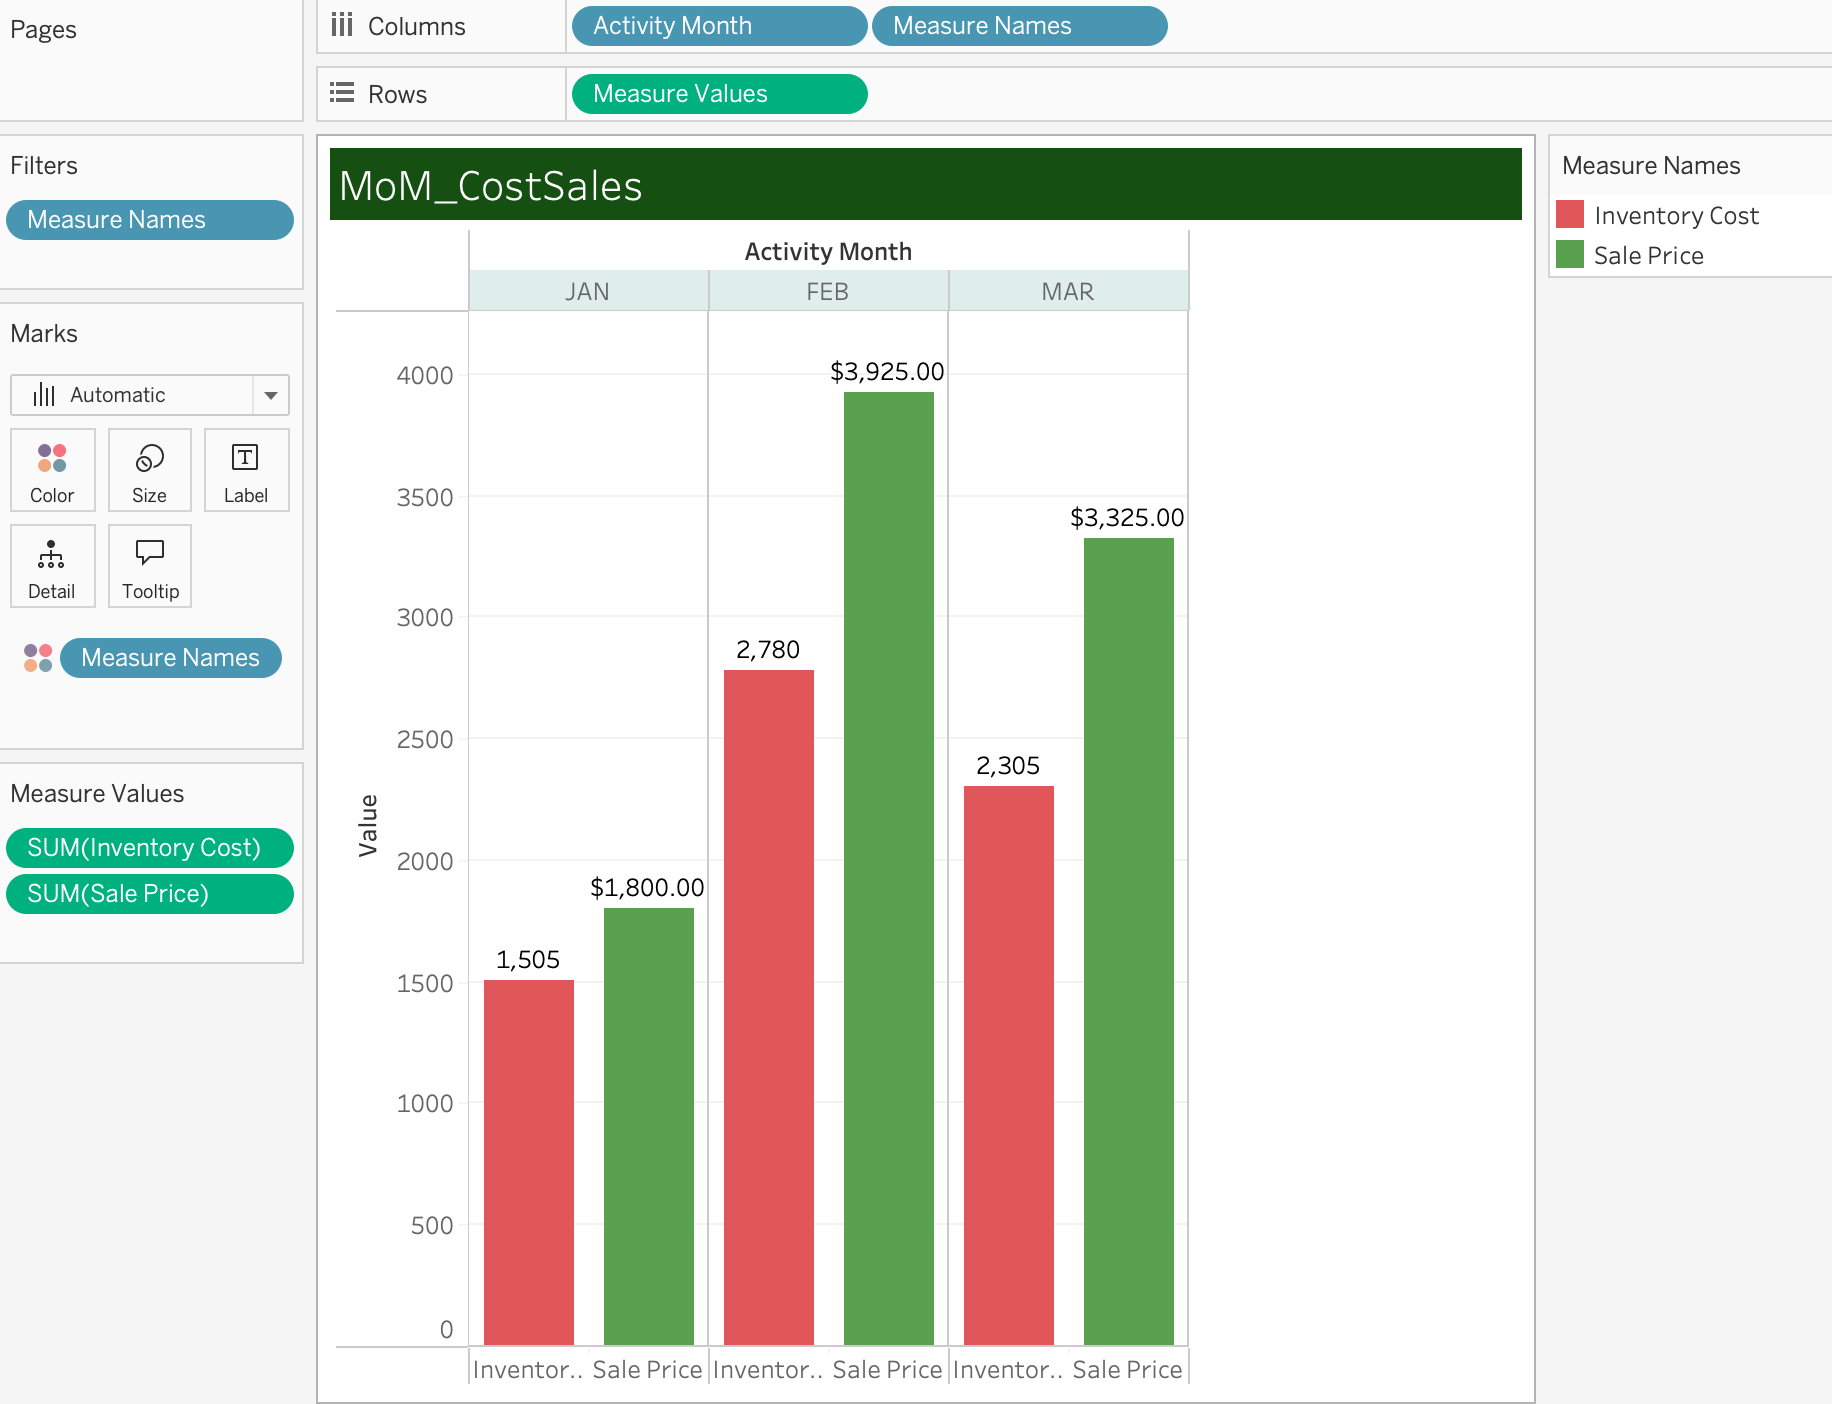 Pages
Columns
Activity Month
Measure Names
Rows
Measure Values
Filters
Measure Names
Marks
Automatic
Color
Size
Label
Detail
Tooltip
Measure Names
Measure Values
SUM(Inventory Cost)
SUM(Sale Price)
MoM_CostSales
Activity Month
JAN FEB MAR
4000
3500
3000
2500
2000
1500
1000
500
0
Value
1,505
$1,800.00
2,780
$3,925.00
2,305
$3,325.00
Inventor.. Sale Price Inventor.. Sale Price Inventor.. Sale Price
Measure Names
Inventory Cost
Sale Price